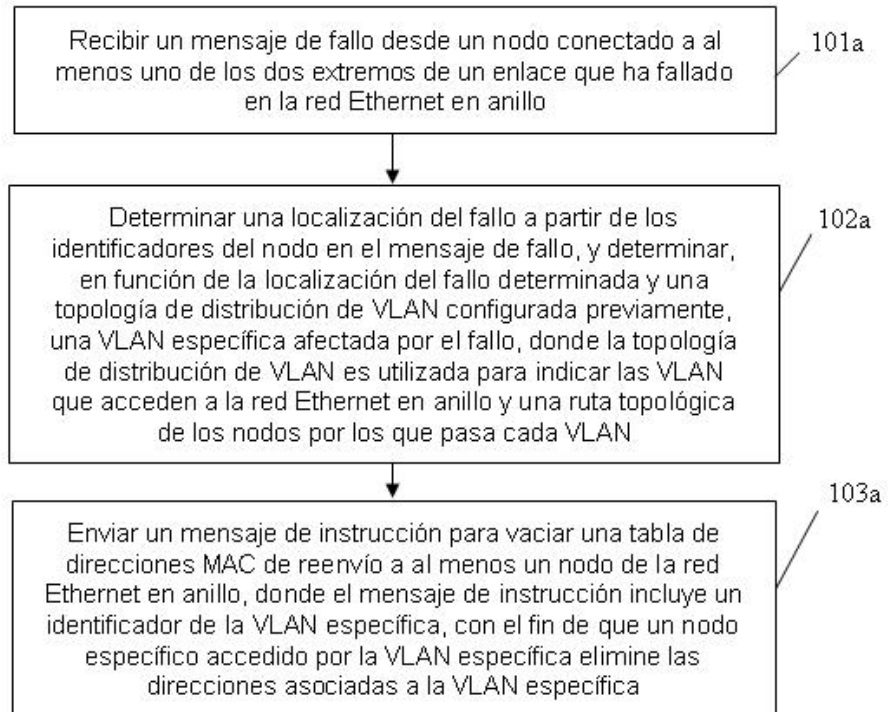 Recibir un mensaje de fallo desde un nodo conectado a al
menos uno de los dos extremos de un enlace que ha fallado
en la red Ethernet en anillo
101a
Determinar una localización del fallo a partir de los
identificadores del nodo en el mensaje de fallo, y determinar,
en función de la localización del fallo determinada y una
topología de distribución de VLAN configurada previamente,
una VLAN específica afectada por el fallo, donde la topología
de distribución de VLAN es utilizada para indicar las VLAN
que acceden a la red Ethernet en anillo y una ruta topológica
de los nodos por los que pasa cada VLAN
102a
Enviar un mensaje de instrucción para vaciar una tabla de
direcciones MAC de reenvío a al menos un nodo de la red
Ethernet en anillo, donde el mensaje de instrucción incluye un
identificador de la VLAN específica, con el fin de que un nodo
específico accedido por la VLAN específica elimine las
direcciones asociadas a la VLAN específica
103a